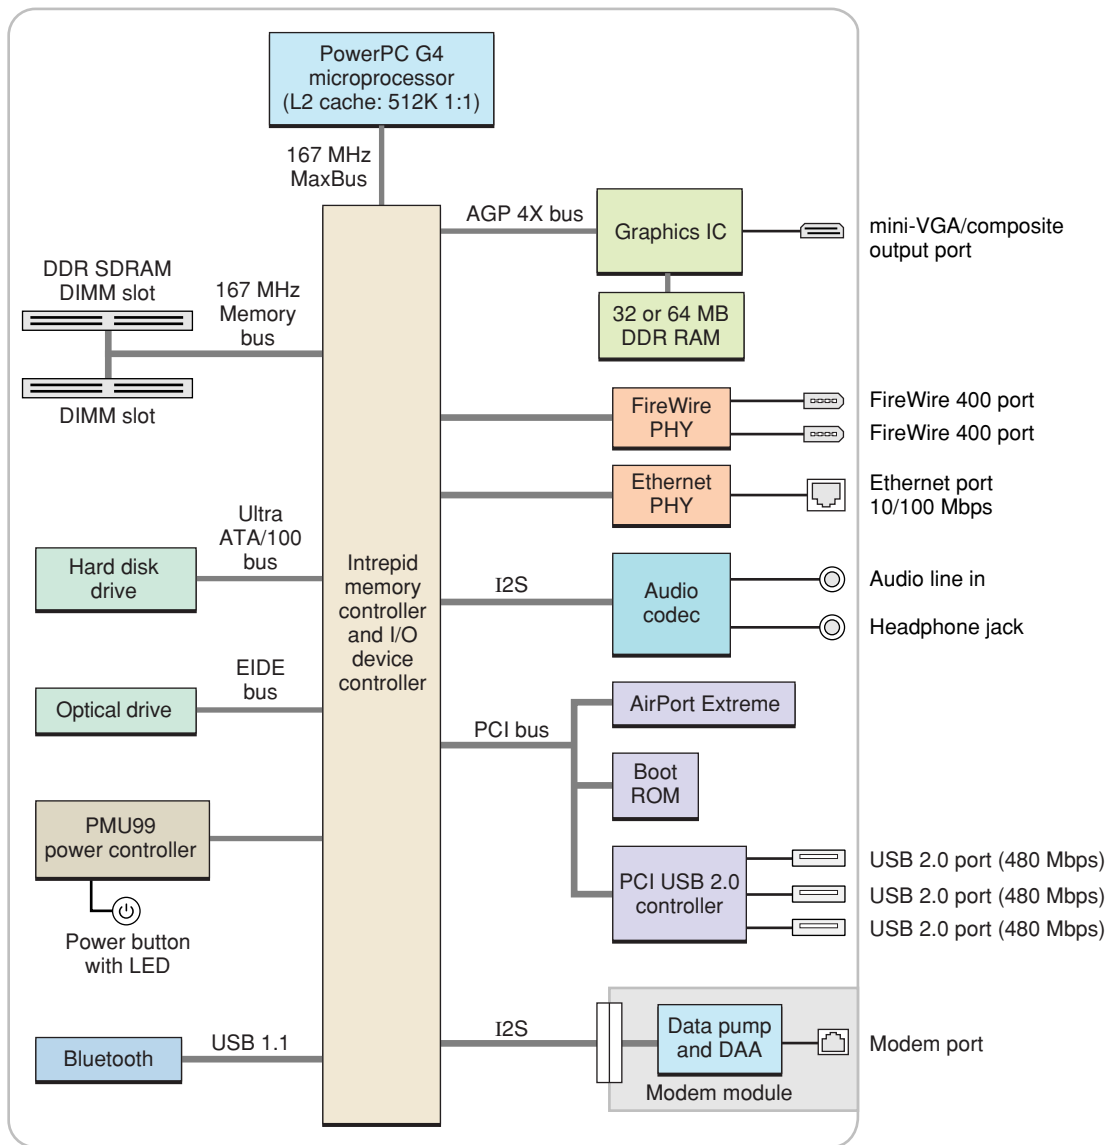 PowerPC G4
microprocessor
(L2 cache: 512K 1:1)
167 MHz
MaxBus
AGP 4X bus
Graphics IC
mini-VGA/composite
output port
32 or 64 MB
DDR RAM
DDR SDRAM
DIMM slot
167 MHz
Memory
bus
DIMM slot
FireWire
PHY
FireWire 400 port
FireWire 400 port
Ethernet
PHY
Ethernet port
10/100 Mbps
Ultra
ATA/100
bus
Hard disk
drive
Intrepid
memory
controller
and I/O
device
controller
I2S
Audio
codec
Audio line in
Headphone jack
EIDE
bus
Optical drive
PCI bus
AirPort Extreme
Boot
ROM
PMU99
power controller
Power button
with LED
PCI USB 2.0
controller
USB 2.0 port (480 Mbps)
USB 2.0 port (480 Mbps)
USB 2.0 port (480 Mbps)
Bluetooth
USB 1.1
I2S
Data pump
and DAA
Modem module
Modem port